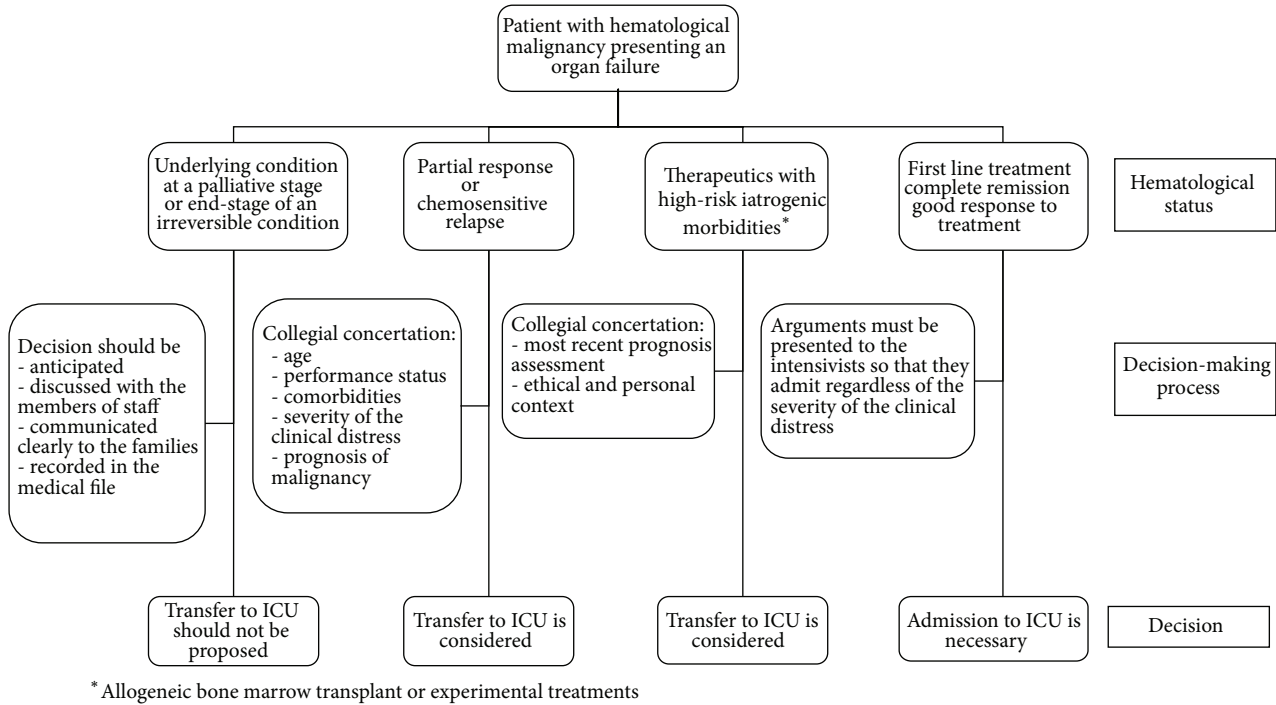 Patient with hematological
malignancy presenting an
organ failure
Underlying condition
at a palliative stage
or end-stage of an
irreversible condition
Partial response
or
chemosensitive
relapse
Therapeutics with
high-risk iatrogenic
morbidities*
First line treatment
complete remission
good response to
treatment
Hematological
status
Decision should be
- anticipated
- discussed with the
members of staff
- communicated
clearly to the families
- recorded in the
medical file
Collegial concertation:
- age
- performance status
- comorbidities
- severity of the
clinical distress
- prognosis of
malignancy
Collegial concertation:
- most recent prognosis
assessment
- ethical and personal
context
Arguments must be
presented to the
intensivists so that they
admit regardless of the
severity of the clinical
distress
Decision-making
process
Transfer to ICU
should not be
proposed
Transfer to ICU is
considered
Transfer to ICU is
considered
Admission to ICU is
necessary
Decision
*Allogeneic bone marrow transplant or experimental treatments